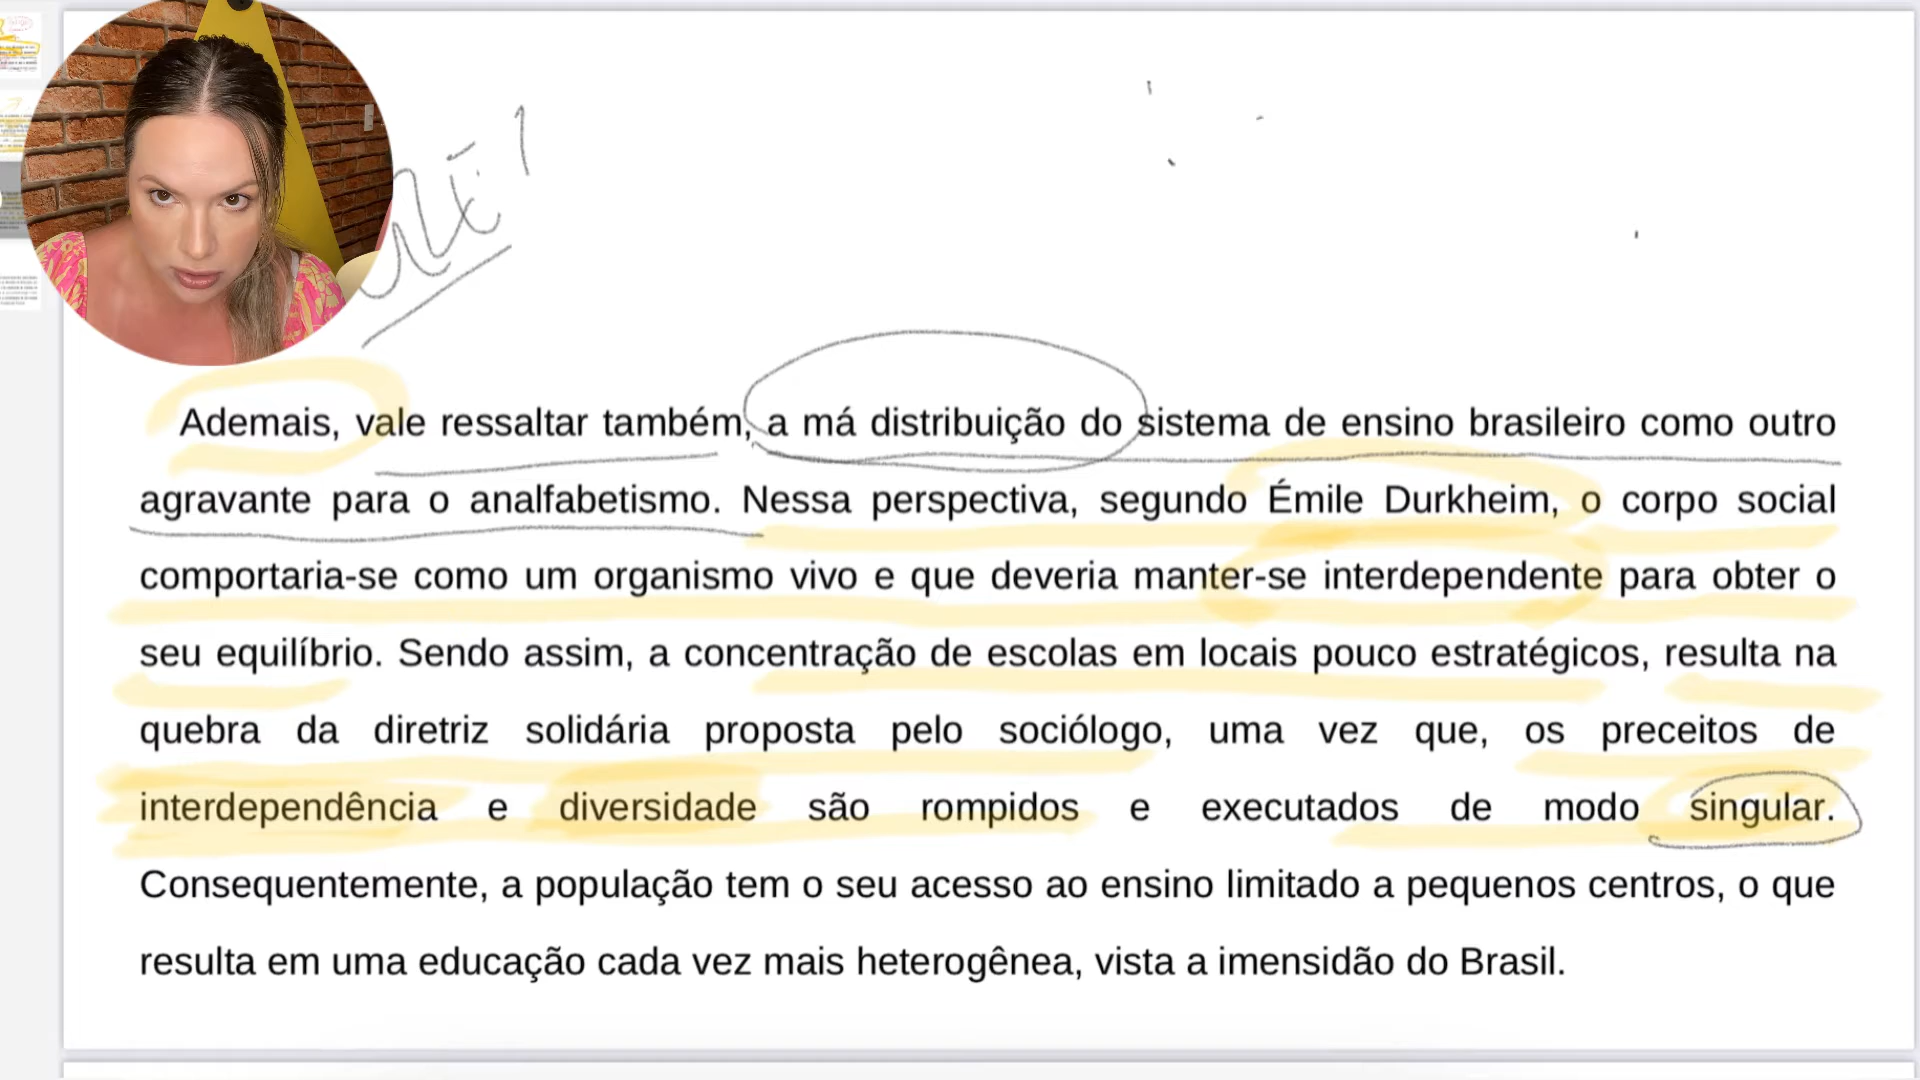 Ademais, vale ressaltar também, a má distribuição do sistema de ensino brasileiro como outro
agravante para o analfabetismo. Nessa perspectiva, segundo Émile Durkheim, o corpo social
comportaria-se como um organismo vivo e que deveria manter-se interdependente para obter o
seu equilíbrio. Sendo assim, a concentração de escolas em locais pouco estratégicos, resulta na
quebra da diretriz solidária proposta pelo sociólogo, uma vez que, os preceitos de
interdependência e diversidade são rompidos e executados de modo singular.
Consequentemente, a população tem o seu acesso ao ensino limitado a pequenos centros, o que
resulta em uma educação cada vez mais heterogênea, vista a imensidão do Brasil.